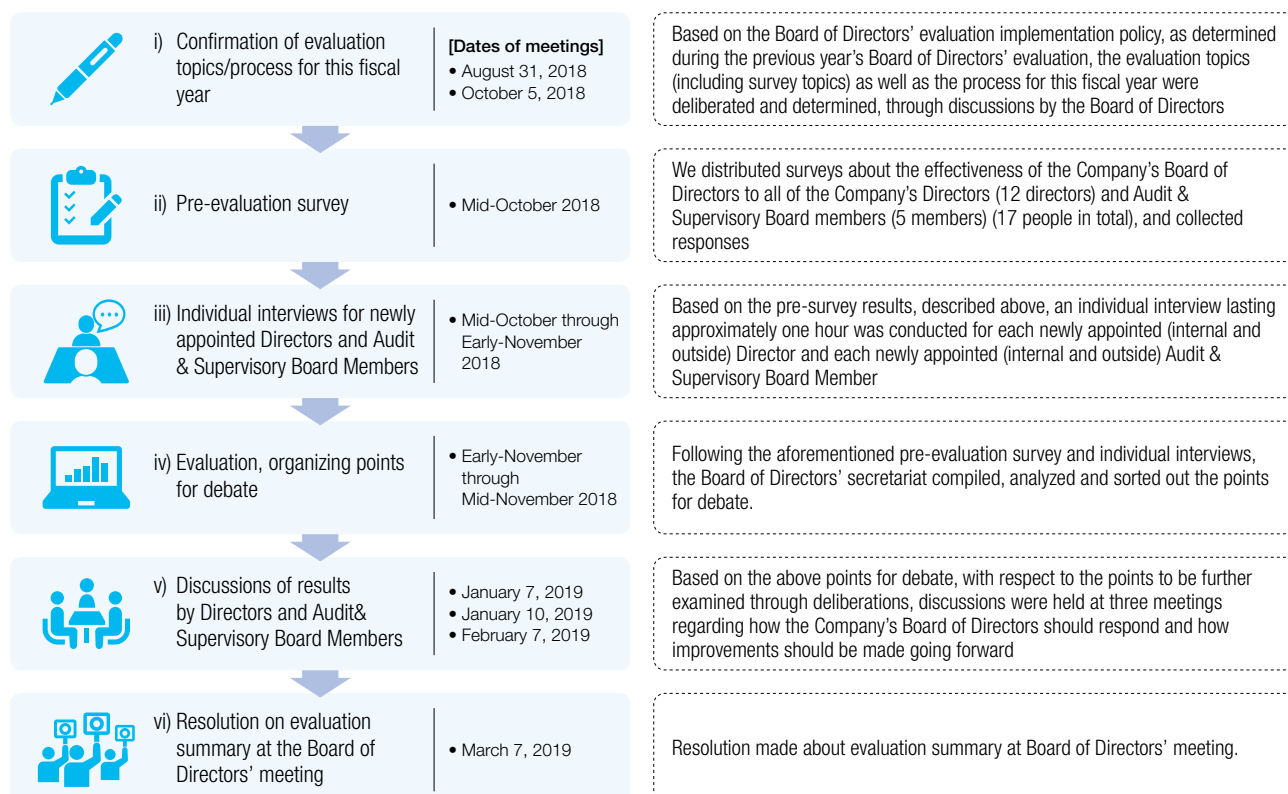 i) Confirmation of evaluation
topics/process for this fiscal
year
[Dates of meetings]
• August 31, 2018
• October 5, 2018
Based on the Board of Directors’ evaluation implementation policy, as determined
during the previous year’s Board of Directors’ evaluation, the evaluation topics
(including survey topics) as well as the process for this fiscal year were
deliberated and determined, through discussions by the Board of Directors
ii) Pre-evaluation survey
• Mid-October 2018
We distributed surveys about the effectiveness of the Company’s Board of
Directors to all of the Company’s Directors (12 directors) and Audit &
Supervisory Board members (5 members) (17 people in total), and collected
responses
iii) Individual interviews for newly
appointed Directors and Audit
& Supervisory Board Members
• Mid-October through
Early-November
2018
Based on the pre-survey results, described above, an individual interview lasting
approximately one hour was conducted for each newly appointed (internal and
outside) Director and each newly appointed (internal and outside) Audit &
Supervisory Board Member
iv) Evaluation, organizing points
for debate
• Early-November
through
Mid-November 2018
Following the aforementioned pre-evaluation survey and individual interviews,
the Board of Directors’ secretariat compiled, analyzed and sorted out the points
for debate.
v) Discussions of results
by Directors and Audit&
Supervisory Board Members
• January 7, 2019
• January 10, 2019
• February 7, 2019
Based on the above points for debate, with respect to the points to be further
examined through deliberations, discussions were held at three meetings
regarding how the Company’s Board of Directors should respond and how
improvements should be made going forward
vi) Resolution on evaluation
summary at the Board of
Directors’ meeting
• March 7, 2019
Resolution made about evaluation summary at Board of Directors’ meeting.